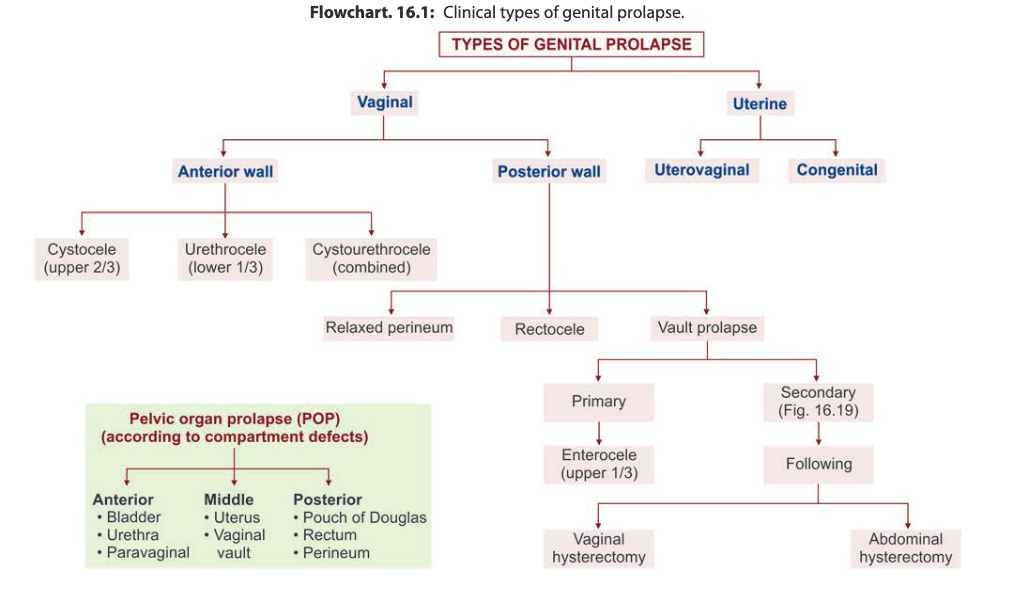 Flowchart. 16.1: Clinical types of genital prolapse.
TYPES OF GENITAL PROLAPSE
Vaginal
Uterine
Anterior wall
Posterior wall
Uterovaginal
Congenital
Cystocele
(upper 2/3)
Urethrocele
(lower 1/3)
Cystourethrocele
(combined)
Relaxed perineum
Rectocele
Vault prolapse
Primary
Secondary
(Fig. 16.19)
Enterocele
(upper 1/3)
Following
Vaginal
hysterectomy
Abdominal
hysterectomy
Pelvic organ prolapse (POP)
(according to compartment defects)
Anterior
• Bladder
• Urethra
• Paravaginal
Middle
• Uterus
• Vaginal
vault
Posterior
• Pouch of Douglas
• Rectum
• Perineum